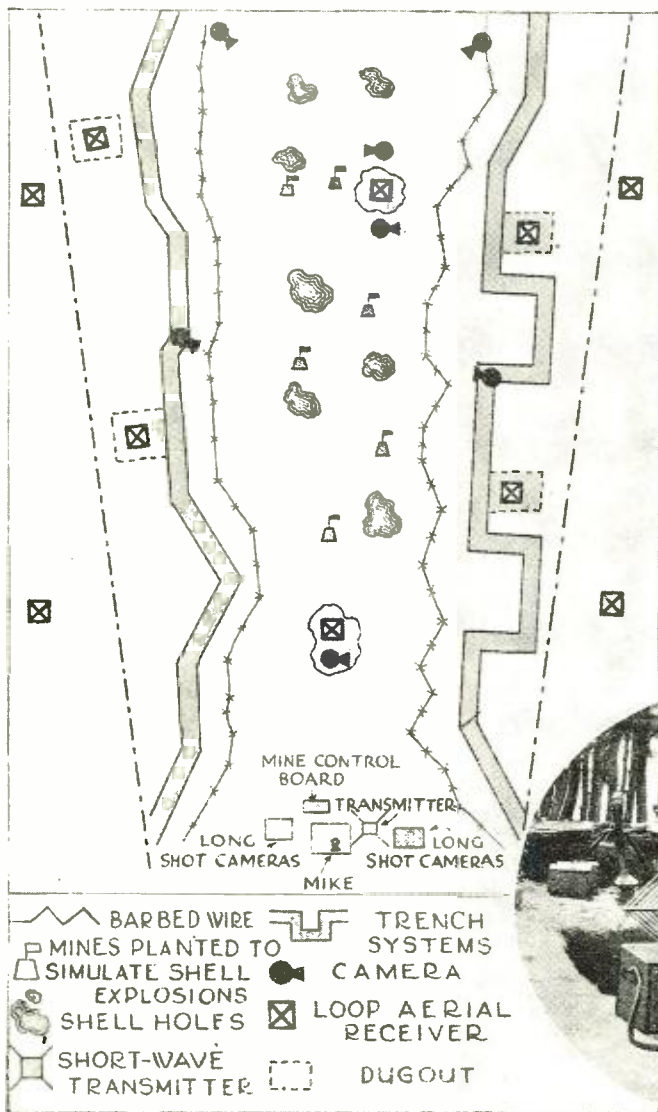 MINE CONTROL
BOARD
TRANSMITTER
LONG
SHOT CAMERAS
MIKE
LONG
SHOT CAMERAS
BARBED WIRE
MINES PLANTED TO
SIMULATE SHELL
EXPLOSIONS
SHELL HOLES
SHORT-WAVE
TRANSMITTER
TRENCH
SYSTEMS
CAMERA
LOOP AERIAL
RECEIVER
DUGOUT